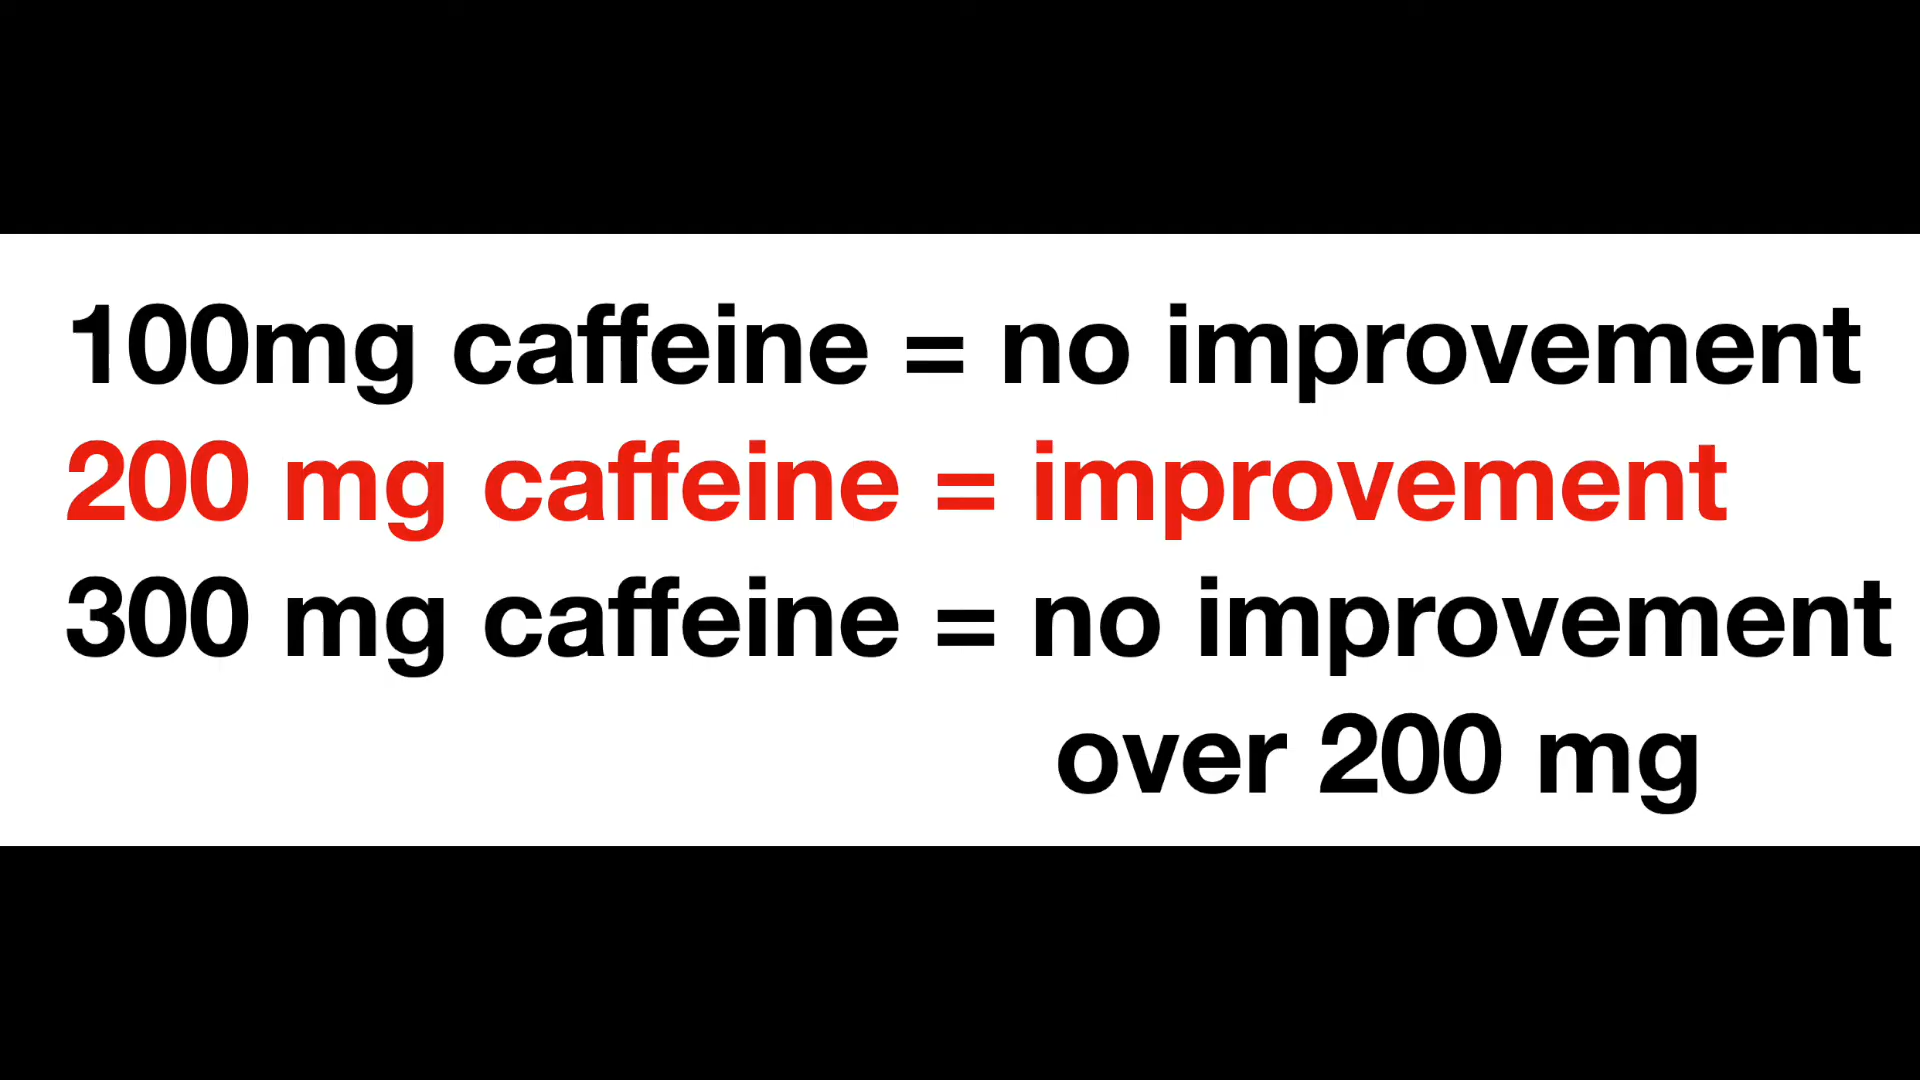 100mg caffeine = no improvement
200 mg caffeine = improvement
300 mg caffeine = no improvement
over 200 mg